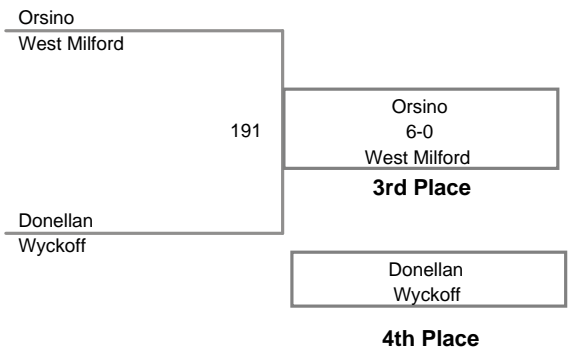 Orsino
West Milford
191
Orsino
6-0
West Milford
3rd Place
Donellan
Wyckoff
Donellan
Wyckoff
4th Place